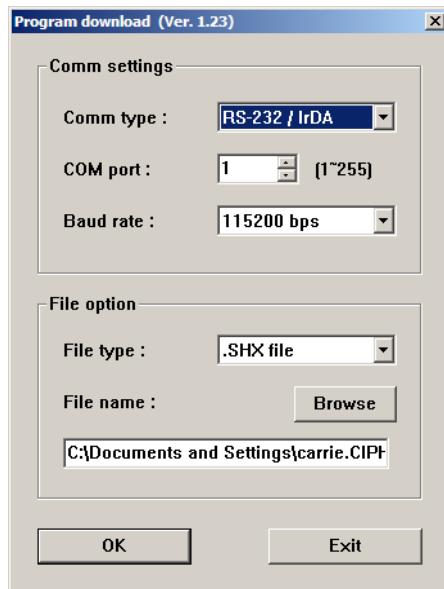 Program download (Ver. 1.23)
Comm settings
Comm type : RS-232 / IrDA
COM port : 1 (1~255)
Baud rate : 115200 bps
File option
File type : .SHX file
File name : Browse
C:\Documents and Settings\carrie.CIPH
OK Exit